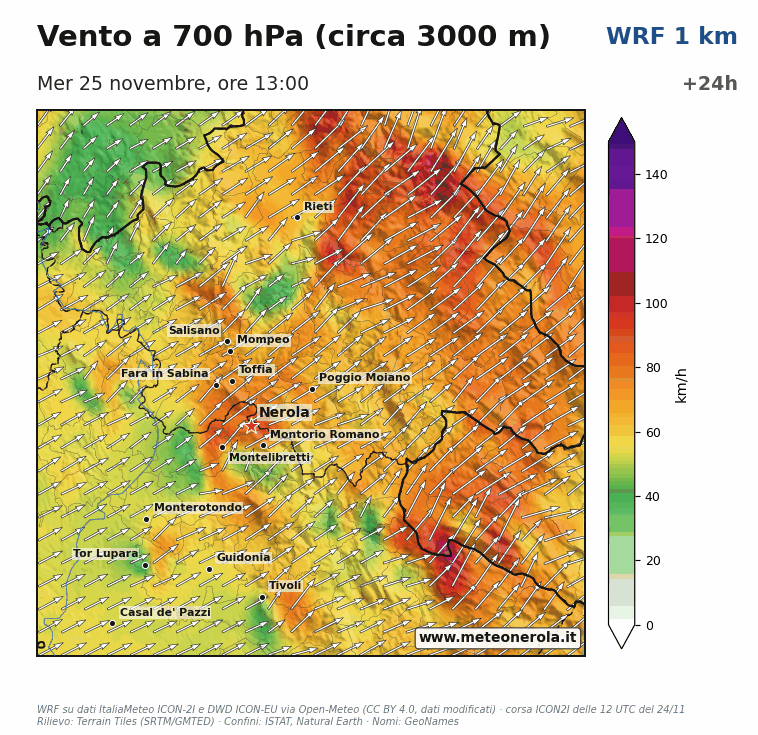 Vento a 700 hPa (circa 3000 m)
WRF 1 km
Mer 25 novembre, ore 13:00
+24h
Rieti
Salisano
Mompeo
Fara in Sabina
Toffia
Poggio Moiano
Nerola
Montorio Romano
Montelibretti
Monterotondo
Tor Lupara
Guidonia
Tivoli
Casal de' Pazzi
www.meteonerola.it
140
120
100
80
60
40
20
0
km/h
WRF su dati ItaliaMeteo ICON-2I e DWD ICON-EU via Open-Meteo (CC BY 4.0, dati modificati) · corsa ICON2I delle 12 UTC del 24/11
Rilievo: Terrain Tiles (SRTM/GMTED) · Confini: ISTAT, Natural Earth · Nomi: GeoNames